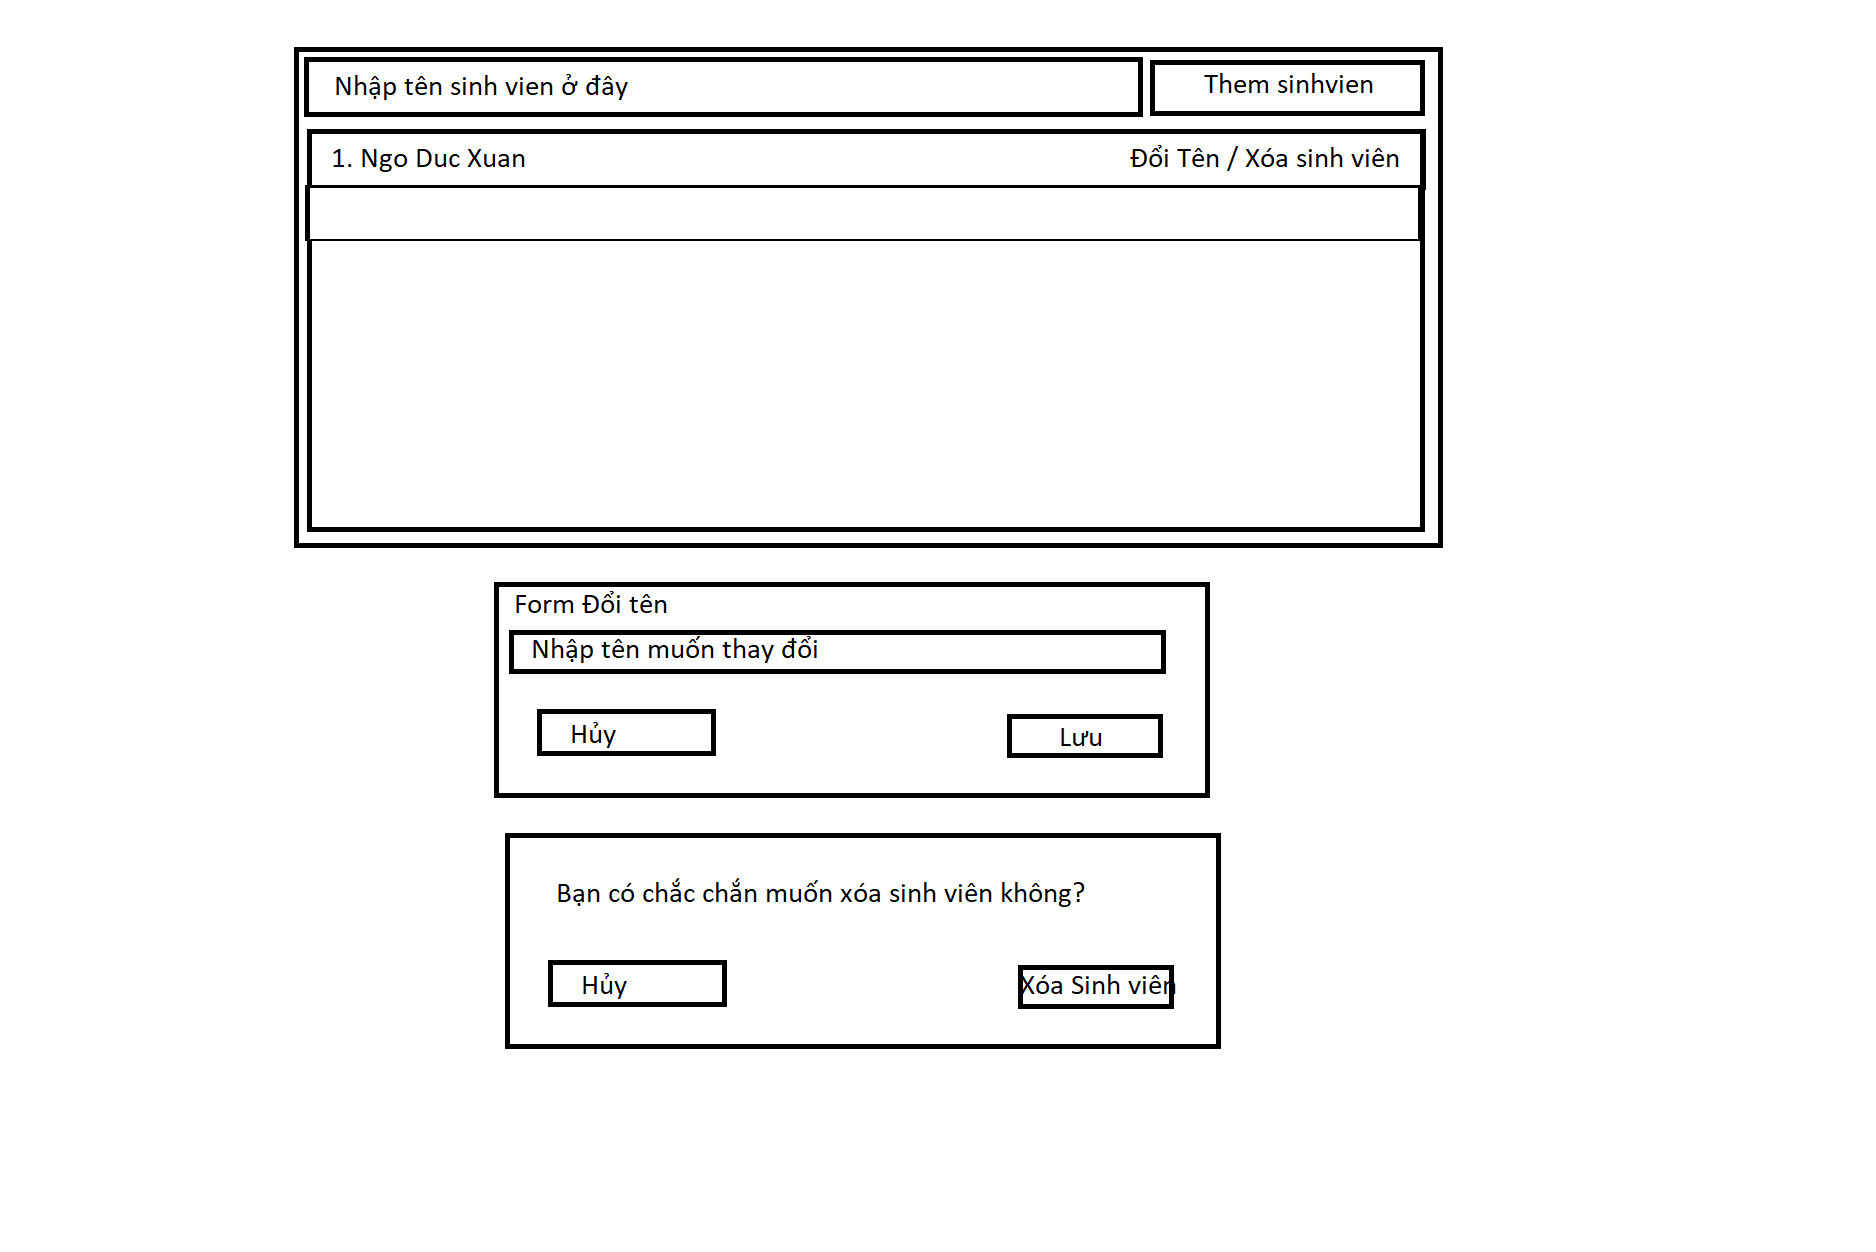 Nhập tên sinh vien ở đây
Them sinhvien
1. Ngo Duc Xuan
Đổi Tên / Xóa sinh viên
Form Đổi tên
Nhập tên muốn thay đổi
Hủy
Lưu
Bạn có chắc chắn muốn xóa sinh viên không?
Hủy
Xóa Sinh viên